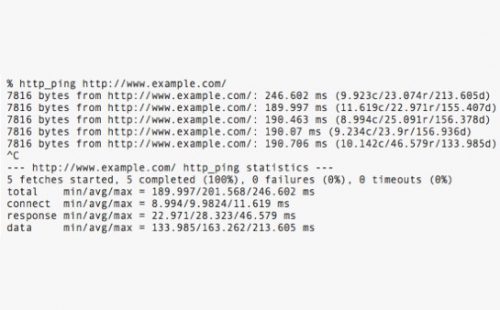 % http_ping http://www.example.com/
7816 bytes from http://www.example.com/: 246.602 ms (9.923c/23.074r/213.605d)
7816 bytes from http://www.example.com/: 189.997 ms (11.619c/22.971r/155.407d)
7816 bytes from http://www.example.com/: 190.463 ms (8.994c/25.091r/156.378d)
7816 bytes from http://www.example.com/: 190.07 ms (9.234c/23.9r/156.936d)
7816 bytes from http://www.example.com/: 190.706 ms (10.142c/46.579r/133.985d)
^C
--- http://www.example.com/ http_ping statistics ---
5 fetches started, 5 completed (100%), 0 failures (0%), 0 timeouts (0%)
total min/avg/max = 189.997/201.568/246.602 ms
connect min/avg/max = 8.994/9.9824/11.619 ms
response min/avg/max = 22.971/28.323/46.579 ms
data min/avg/max = 133.985/163.262/213.605 ms